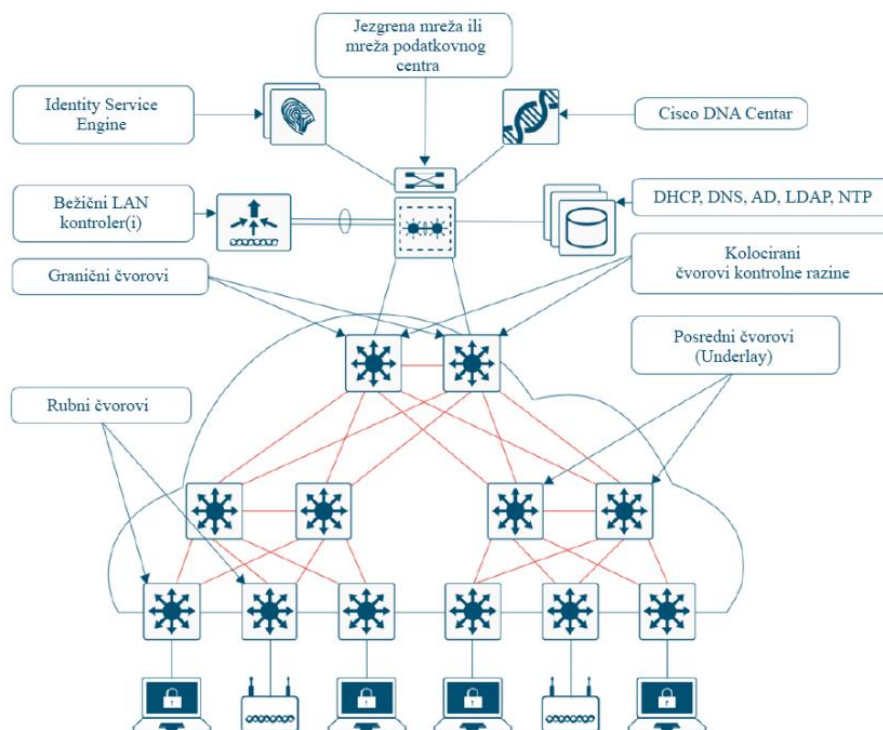 Jezgrena mreža ili
mreža podatkovnog
centra
Identity Service
Engine
Cisco DNA Centar
Bežični LAN
kontroler(i)
DHCP, DNS, AD, LDAP, NTP
Granični čvorovi
Kolocirani
čvorovi kontrolne razine
Posredni čvorovi
(Underlay)
Rubni čvorovi